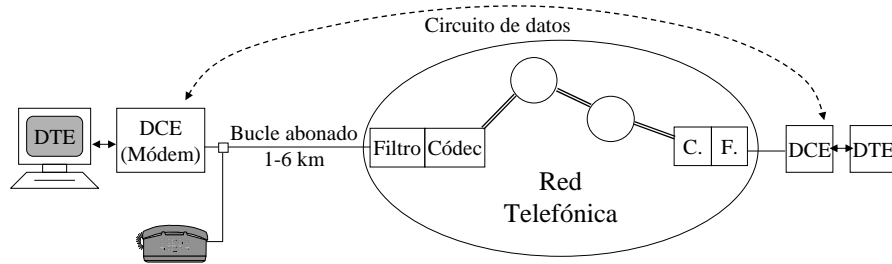 Circuito de datos
DTE
DCE
(Módem)
Bucle abonado
1-6 km
Filtro
Códec
C.
F.
DCE
DTE
Red
Telefónica